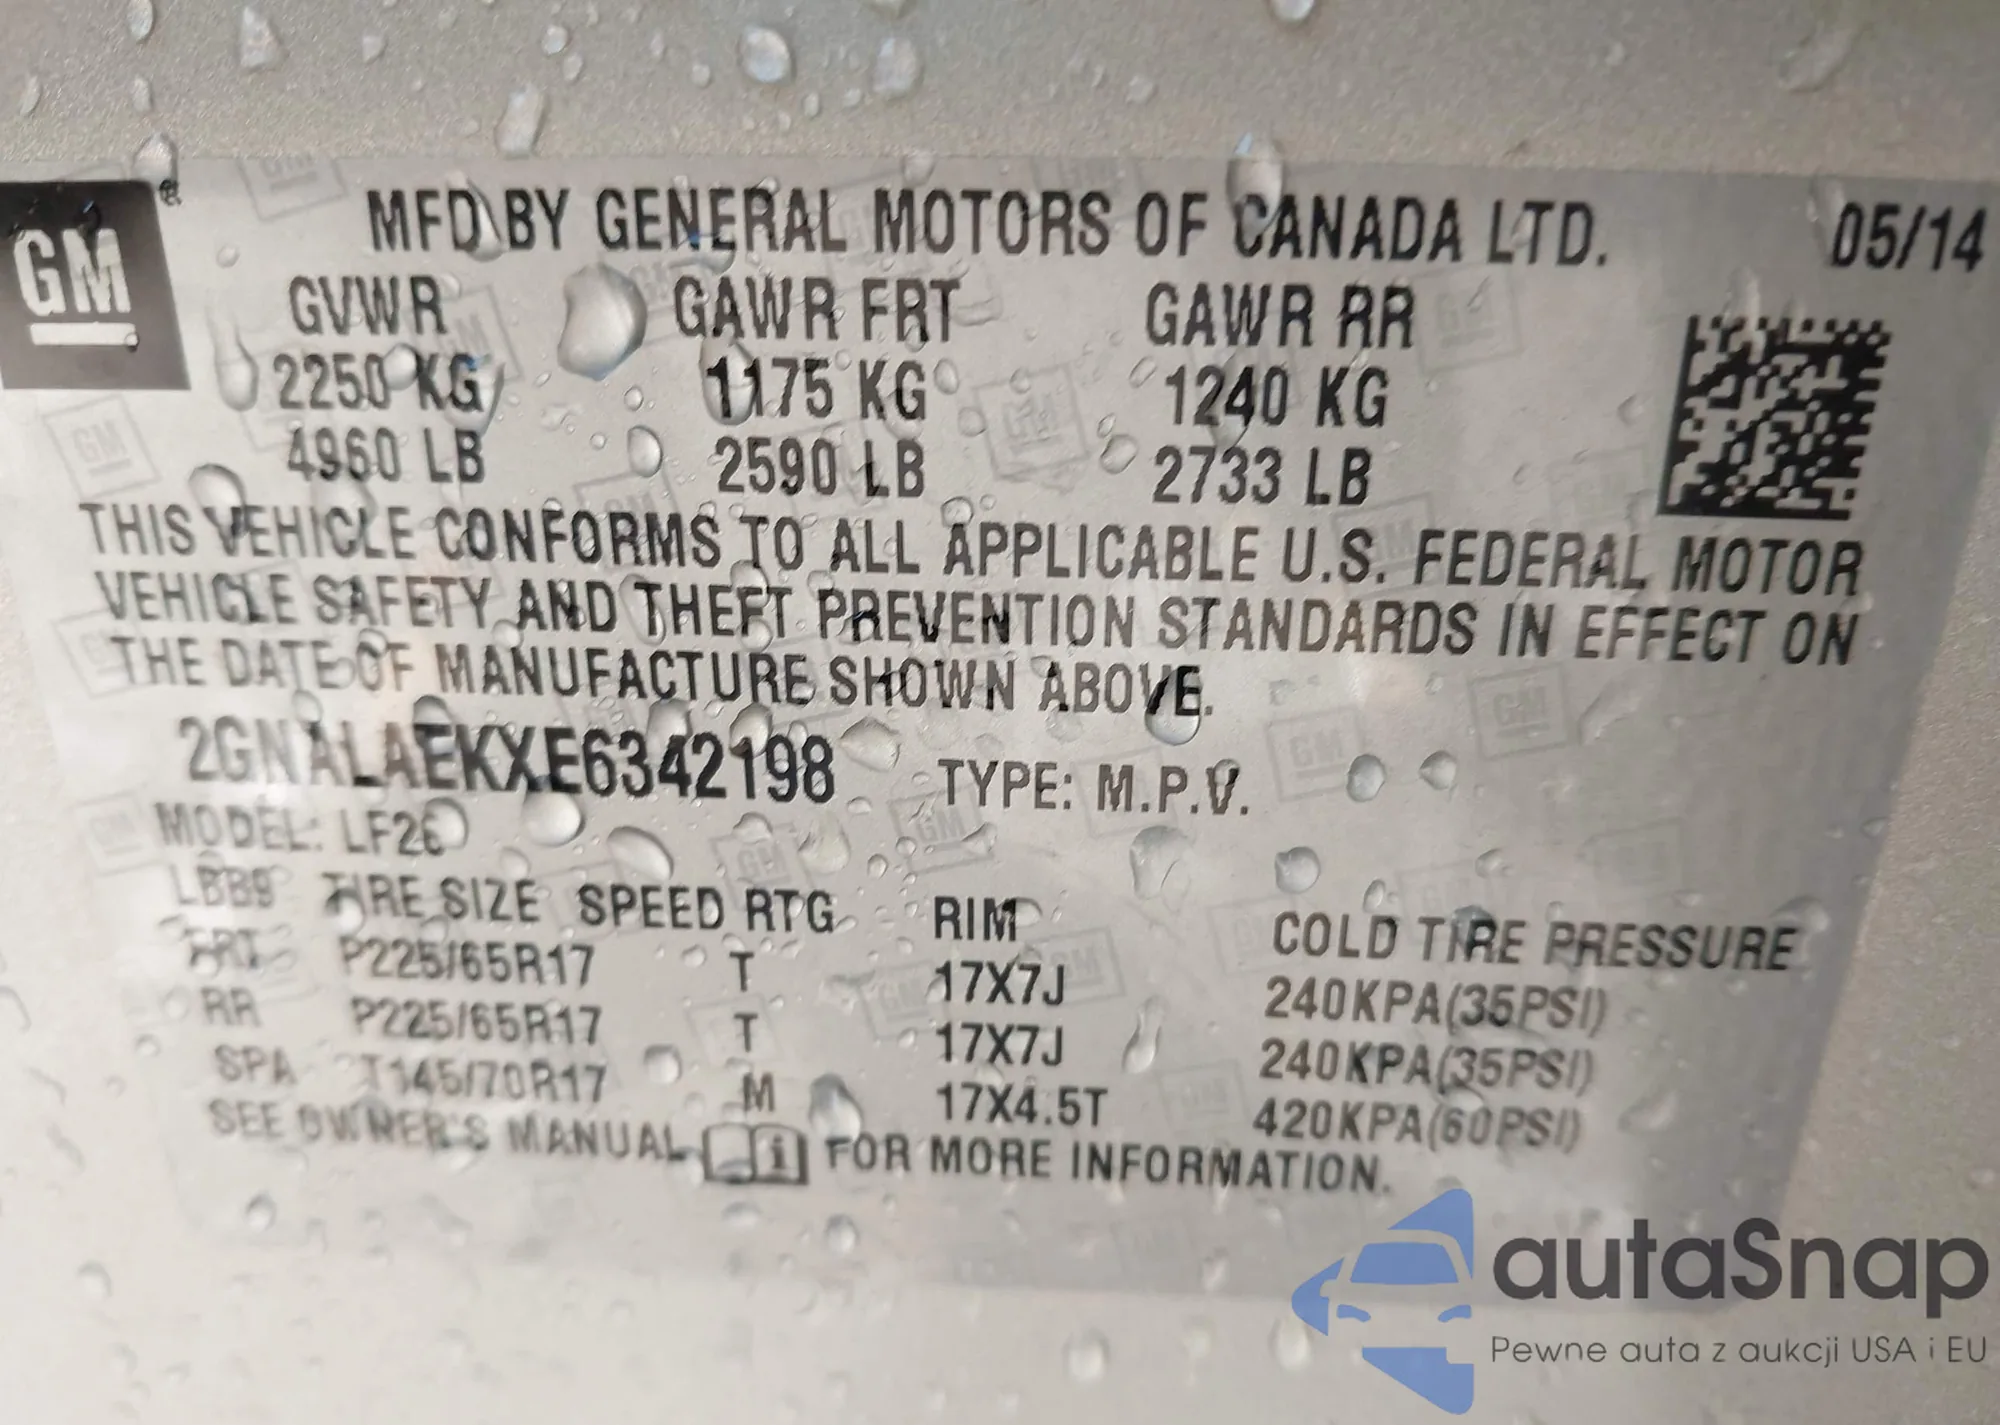 GM
MFD BY GENERAL MOTORS OF CANADA LTD. 05/14
GVWR GAWR FRT GAWR RR
2250 KG 1175 KG 1240 KG
4960 LB 2590 LB 2733 LB
THIS VEHICLE CONFORMS TO ALL APPLICABLE U.S. FEDERAL MOTOR
VEHICLE SAFETY AND THEFT PREVENTION STANDARDS IN EFFECT ON
THE DATE OF MANUFACTURE SHOWN ABOVE.
2GNALAEKXE6342198 TYPE: M.P.V.
MODEL: LF26
TIRE SIZE SPEED RTG RIM COLD TIRE PRESSURE
FRT P225/65R17 T 17X7J 240KPA(35PSI)
RR P225/65R17 T 17X7J 240KPA(35PSI)
SPA T145/70R17 M 17X4.5T 420KPA(60PSI)
SEE OWNER'S MANUAL FOR MORE INFORMATION.
autaSnap
Pewne auta z aukcji USA i EU